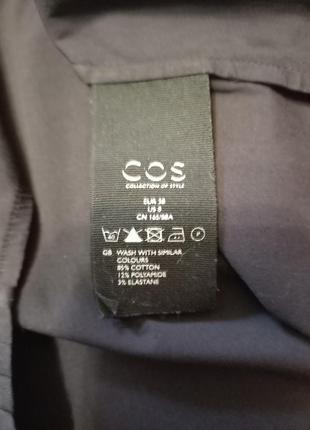 COS
COLLECTION OF STYLE
EUR 38
US 8
CN 165/88A
GB WASH WITH SIMILAR
COLOURS
85% COTTON
12% POLYAMIDE
3% ELASTANE